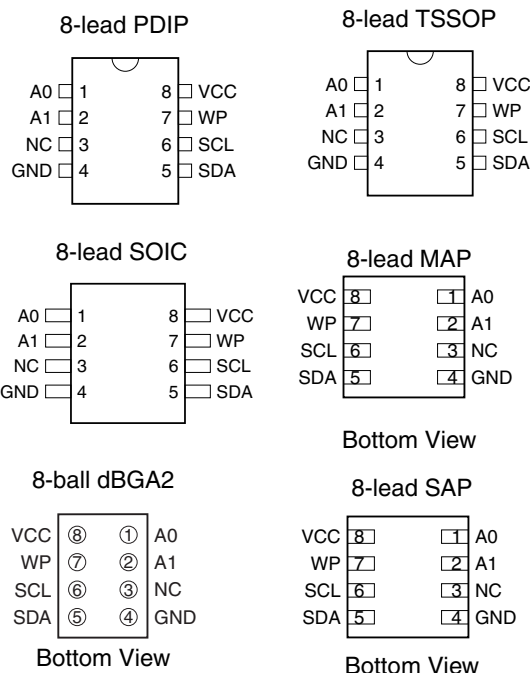 8-lead PDIP
A0 1 8 VCC
A1 2 7 WP
NC 3 6 SCL
GND 4 5 SDA
8-lead TSSOP
A0 1 8 VCC
A1 2 7 WP
NC 3 6 SCL
GND 4 5 SDA
8-lead SOIC
A0 1 8 VCC
A1 2 7 WP
NC 3 6 SCL
GND 4 5 SDA
8-lead MAP
VCC 8 1 A0
WP 7 2 A1
SCL 6 3 NC
SDA 5 4 GND
Bottom View
8-ball dBGA2
VCC 8 1 A0
WP 7 2 A1
SCL 6 3 NC
SDA 5 4 GND
Bottom View
8-lead SAP
VCC 8 1 A0
WP 7 2 A1
SCL 6 3 NC
SDA 5 4 GND
Bottom View